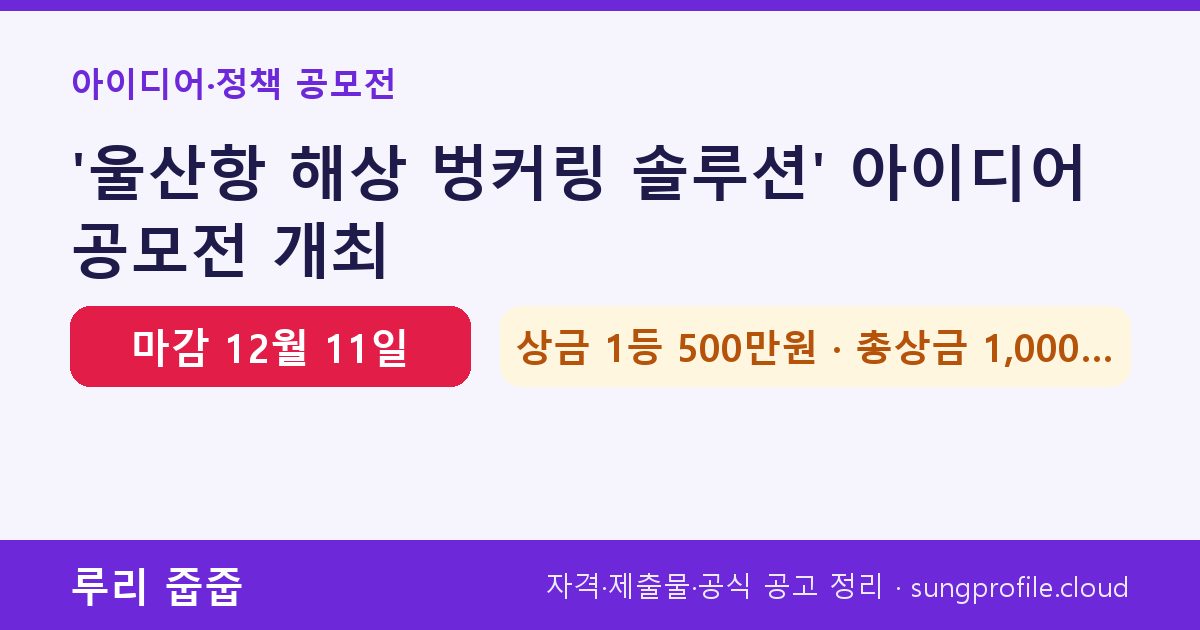 아이디어·정책 공모전
'울산항 해상 벙커링 솔루션' 아이디어
공모전 개최
마감 12월 11일
상금 1등 500만원 · 총상금 1,000...
루리 줍줍
자격·제출물·공식 공고 정리 · sungprofile.cloud